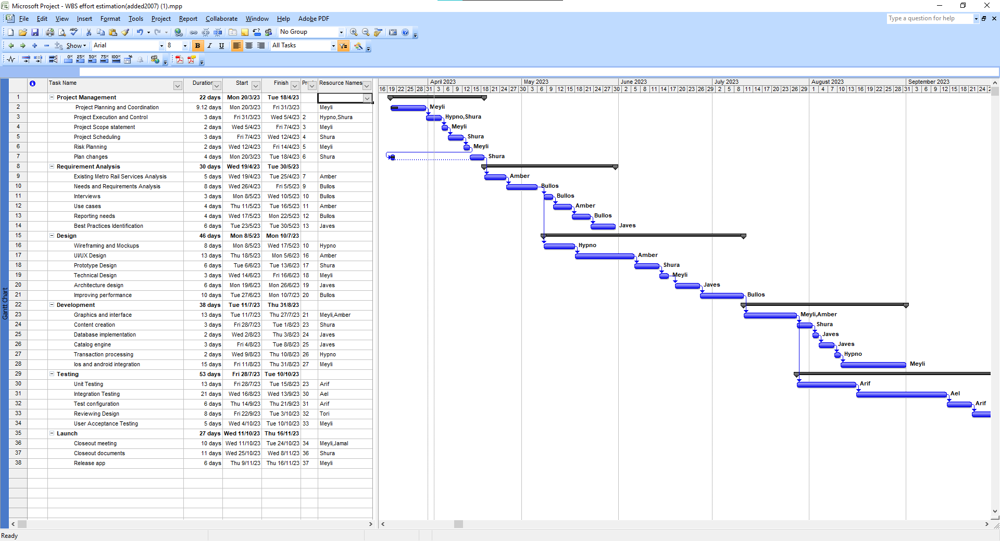 Microsoft Project - WBS effort estimation(added2007) (1).mpp
File Edit View Insert Format Tools Project Report Collaborate Window Help Adobe PDF Type a question for help
No Group
Show Arial 8 B I U All Tasks
0% 25% 50% 75% 100%
Task Name Duration Start Finish Pr Resource Names
1 Project Management 22 days Mon 20/3/23 Tue 18/4/23
2 Project Planning and Coordination 9.12 days Mon 20/3/23 Fri 31/3/23 Meyli
3 Project Execution and Control 3 days Fri 31/3/23 Wed 5/4/23 2 Hypno,Shura
4 Project Scope statement 2 days Wed 5/4/23 Fri 7/4/23 3 Meyli
5 Project Scheduling 3 days Fri 7/4/23 Wed 12/4/23 4 Shura
6 Risk Planning 2 days Wed 12/4/23 Fri 14/4/23 5 Meyli
7 Plan changes 4 days Mon 20/3/23 Tue 18/4/23 6 Shura
8 Requirement Analysis 30 days Wed 19/4/23 Tue 30/5/23
9 Existing Metro Rail Services Analysis 5 days Wed 19/4/23 Tue 25/4/23 7 Amber
10 Needs and Requirements Analysis 8 days Wed 26/4/23 Fri 5/5/23 9 Bullos
11 Interviews 3 days Mon 8/5/23 Wed 10/5/23 10 Bullos
12 Use cases 4 days Thu 11/5/23 Tue 16/5/23 11 Amber
13 Reporting needs 4 days Wed 17/5/23 Mon 22/5/23 12 Bullos
14 Best Practices Identification 6 days Tue 23/5/23 Tue 30/5/23 13 Javes
15 Design 46 days Mon 8/5/23 Mon 10/7/23
16 Wireframing and Mockups 8 days Mon 8/5/23 Wed 17/5/23 10 Hypno
17 UI/UX Design 13 days Thu 18/5/23 Mon 5/6/23 16 Amber
18 Prototype Design 6 days Tue 6/6/23 Tue 13/6/23 17 Shura
19 Technical Design 3 days Wed 14/6/23 Fri 16/6/23 18 Meyli
20 Architecture design 6 days Mon 19/6/23 Mon 26/6/23 19 Javes
21 Improving performance 10 days Tue 27/6/23 Mon 10/7/23 20 Bullos
22 Development 38 days Tue 11/7/23 Thu 31/8/23
23 Graphics and interface 13 days Tue 11/7/23 Thu 27/7/23 21 Meyli,Amber
24 Content creation 3 days Fri 28/7/23 Tue 1/8/23 23 Shura
25 Database implementation 2 days Wed 2/8/23 Thu 3/8/23 24 Javes
26 Catalog engine 3 days Fri 4/8/23 Tue 8/8/23 25 Javes
27 Transaction processing 2 days Wed 9/8/23 Thu 10/8/23 26 Hypno
28 Ios and android integration 15 days Fri 11/8/23 Thu 31/8/23 27 Meyli
29 Testing 53 days Fri 28/7/23 Tue 10/10/23
30 Unit Testing 13 days Fri 28/7/23 Tue 15/8/23 23 Arif
31 Integration Testing 21 days Wed 16/8/23 Wed 13/9/23 30 Ael
32 Test configuration 6 days Thu 14/9/23 Thu 21/9/23 31 Arif
33 Reviewing Design 8 days Fri 22/9/23 Tue 3/10/23 32 Tori
34 User Acceptance Testing 5 days Wed 4/10/23 Tue 10/10/23 33 Meyli
35 Launch 27 days Wed 11/10/23 Thu 16/11/23
36 Closeout meeting 10 days Wed 11/10/23 Tue 24/10/23 34 Meyli,Jamal
37 Closeout documents 11 days Wed 25/10/23 Wed 8/11/23 36 Shura
38 Release app 6 days Thu 9/11/23 Thu 16/11/23 37 Meyli
Gantt Chart
April 2023 May 2023 June 2023 July 2023 August 2023 September 2023
16 19 22 25 28 31 3 6 9 12 15 18 21 24 27 30 3 6 9 12 15 18 21 24 27 30 2 5 8 11 14 17 20 23 26 29 2 5 8 11 14 17 20 23 26 29 1 4 7 10 13 16 19 22 25 28 31 3 6 9 12 15 18 21 24 2
Meyli
Hypno,Shura
Meyli
Shura
Meyli
Shura
Amber
Bullos
Bullos
Amber
Bullos
Javes
Hypno
Amber
Shura
Meyli
Javes
Bullos
Meyli,Amber
Shura
Javes
Javes
Hypno
Meyli
Arif
Ael
Arif
Ready